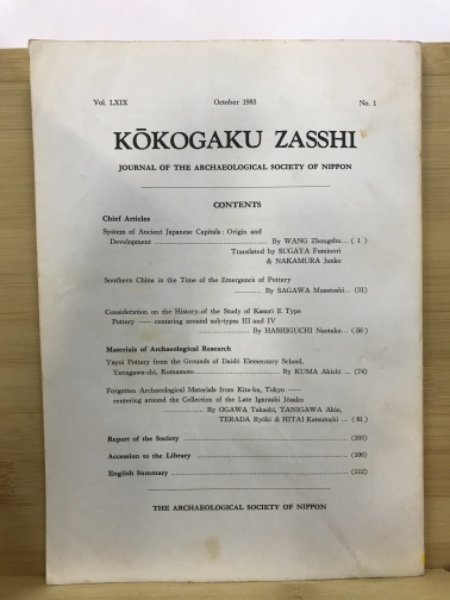 Vol. LXIX October 1983 No. 1
KŌKOGAKU ZASSHI
JOURNAL OF THE ARCHAEOLOGICAL SOCIETY OF NIPPON
CONTENTS
Chief Articles
System of Ancient Japanese Capitals : Origin and
Development ........ By WANG Zhongshu ... ( 1 )
Translated by SUGAYA Fuminori
& NAKAMURA Junko
Southern China in the Time of the Emergence of Pottery
........ By SAGAWA Masatoshi ... (31)
Consideration on the History of the Study of Kasori E Type
Pottery —— centering around sub-types III and IV
........ By HASHIGUCHI Naotake ... ( 56 )
Materials of Archaeological Research
Yayoi Pottery from the Grounds of Daidō Elementary School,
Kumamoto ........ By KUMA Akishi ... (74)
Forgotten Archaeological Materials from Kita-ku, Tokyo ——
centering around the Collection of the Late Igarashi Jōsaku
........ By OGAWA Takashi, TANIGAWA Akio,
TERADA Ryōki & HITAI Katsutoshi ... ( 81 )
Report of the Society ........ (103)
Accession to the Library ........ (106)
English Summary ........ (112)
THE ARCHAEOLOGICAL SOCIETY OF NIPPON